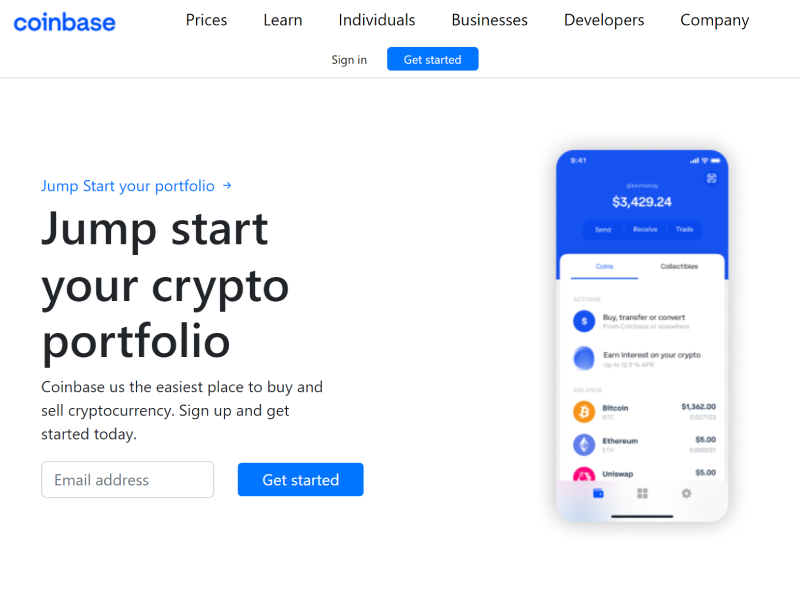 coinbase
Prices Learn Individuals Businesses Developers Company
Sign in Get started
Jump Start your portfolio →
Jump start
your crypto
portfolio
Coinbase us the easiest place to buy and
sell cryptocurrency. Sign up and get
started today.
Email address Get started
9:41
$3,429.24
Send Receive Trade
Coins Collectibles
ACTIONS
Buy, transfer or convert
From Coinbase or elsewhere
Earn interest on your crypto
Up to 12.9 % APR
BALANCE
Bitcoin $1,362.00
BTC 0.027123
Ethereum $5.00
ETH 0.000021
Uniswap $5.00